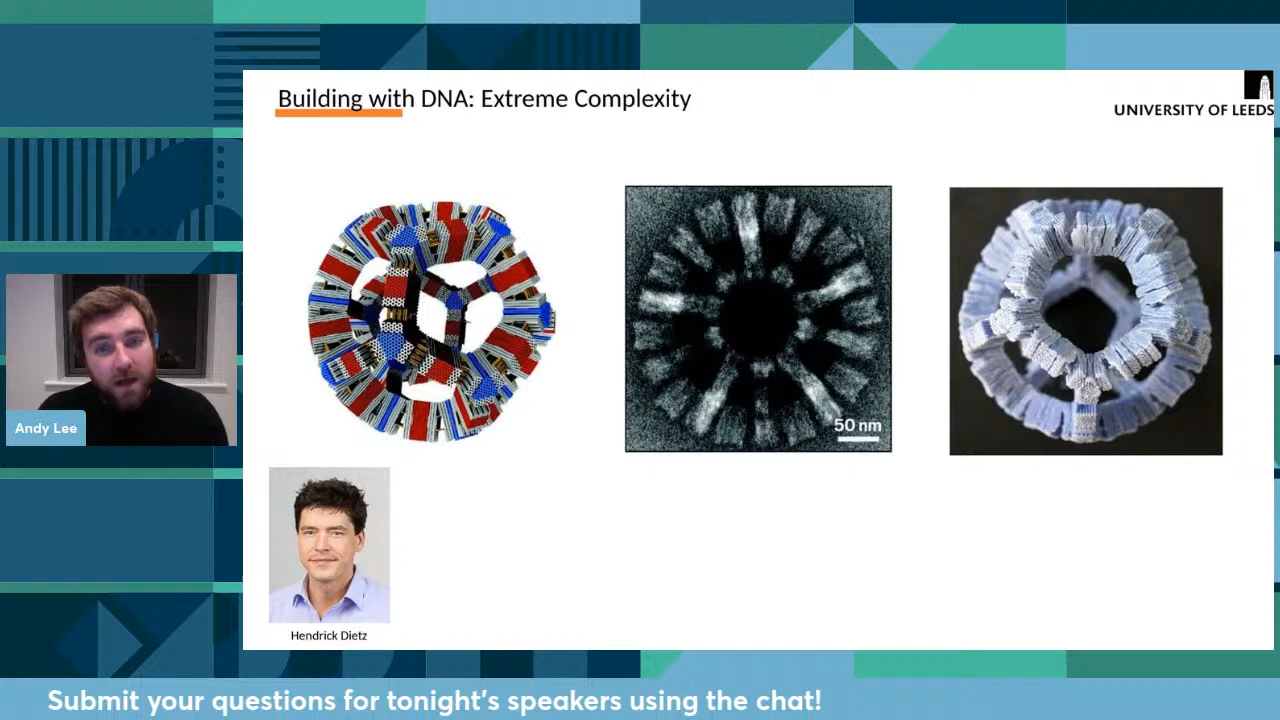 Building with DNA: Extreme Complexity
UNIVERSITY OF LEEDS
50 nm
Andy Lee
Hendrick Dietz
Submit your questions for tonight's speakers using the chat!